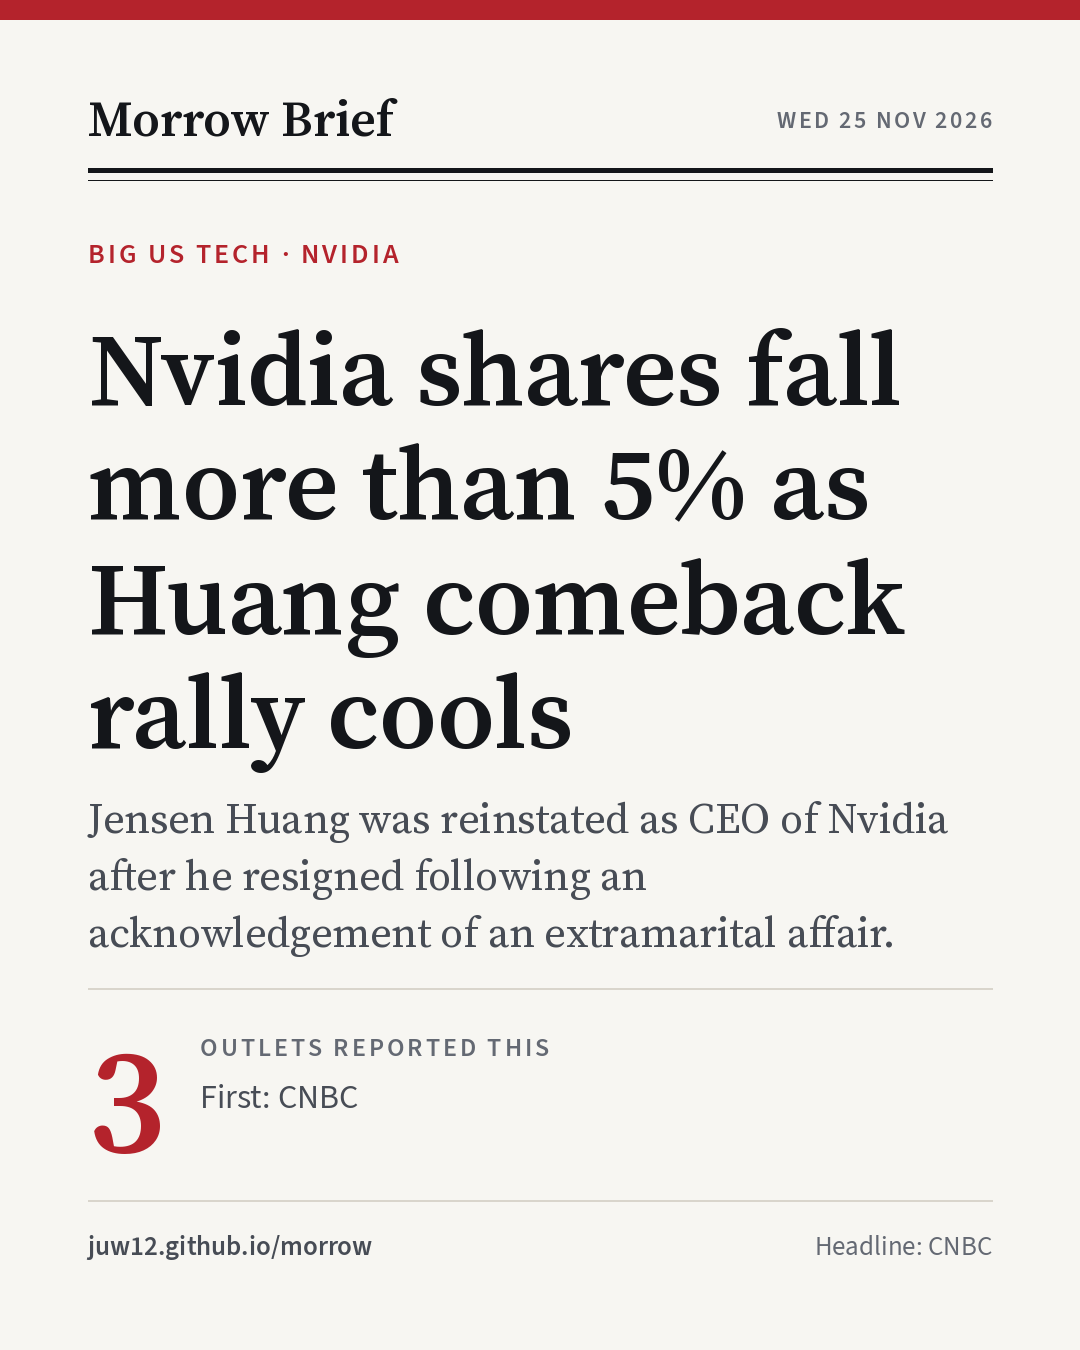 Morrow Brief
WED 25 NOV 2026
BIG US TECH · NVIDIA
Nvidia shares fall
more than 5% as
Huang comeback
rally cools
Jensen Huang was reinstated as CEO of Nvidia
after he resigned following an
acknowledgement of an extramarital affair.
3
OUTLETS REPORTED THIS
First: CNBC
juw12.github.io/morrow
Headline: CNBC